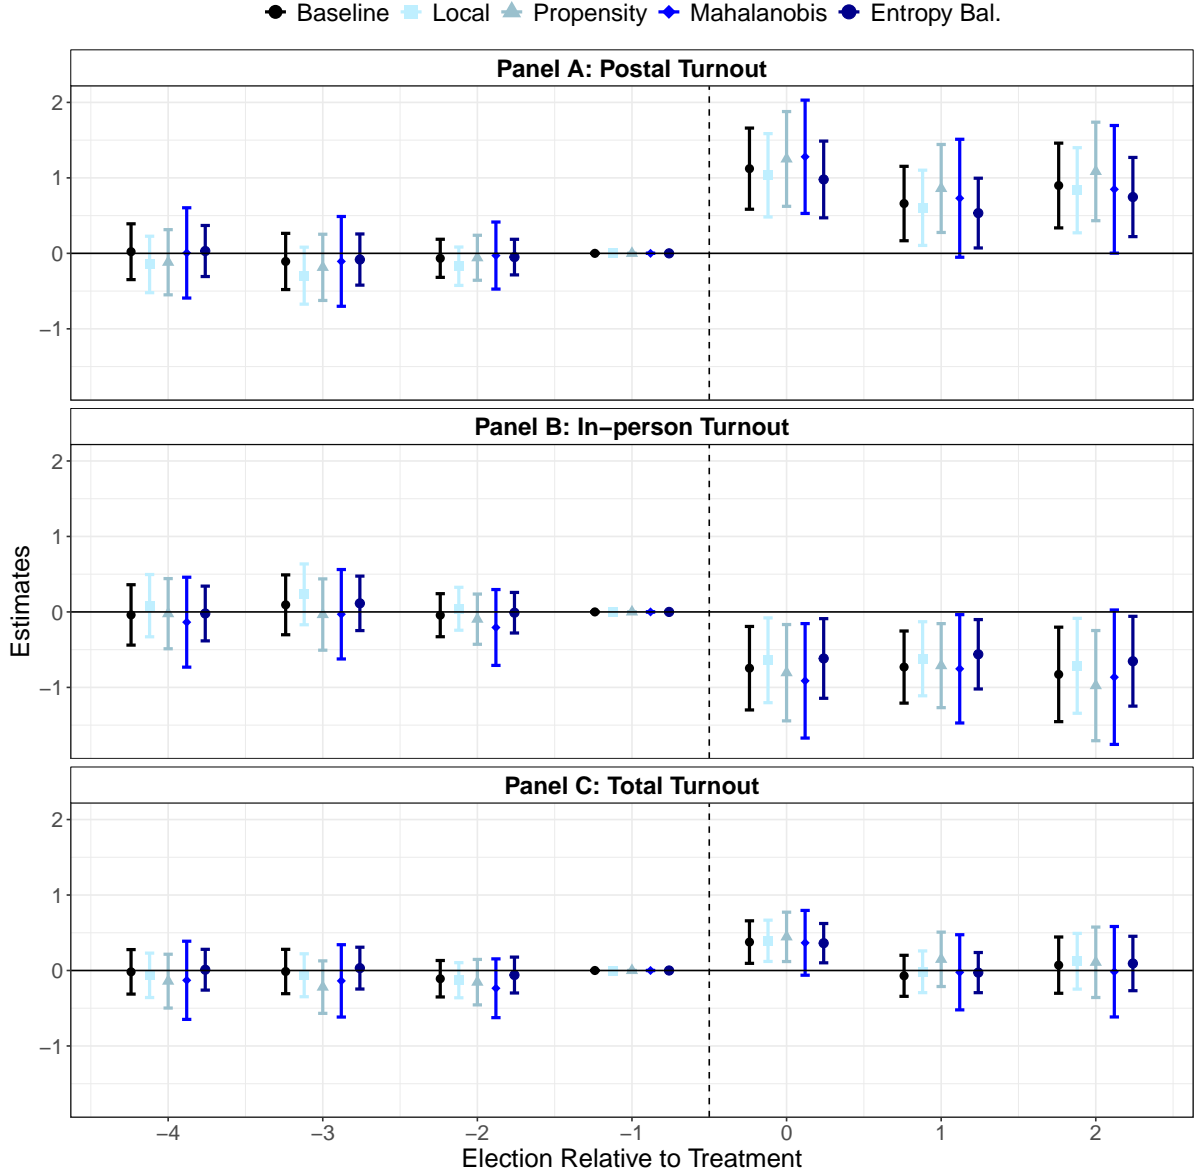 Baseline Local Propensity Mahalanobis Entropy Bal.
Panel A: Postal Turnout
2
1
0
−1
Panel B: In−person Turnout
2
1
0
−1
Estimates
Panel C: Total Turnout
2
1
0
−1
−4 −3 −2 −1 0 1 2
Election Relative to Treatment